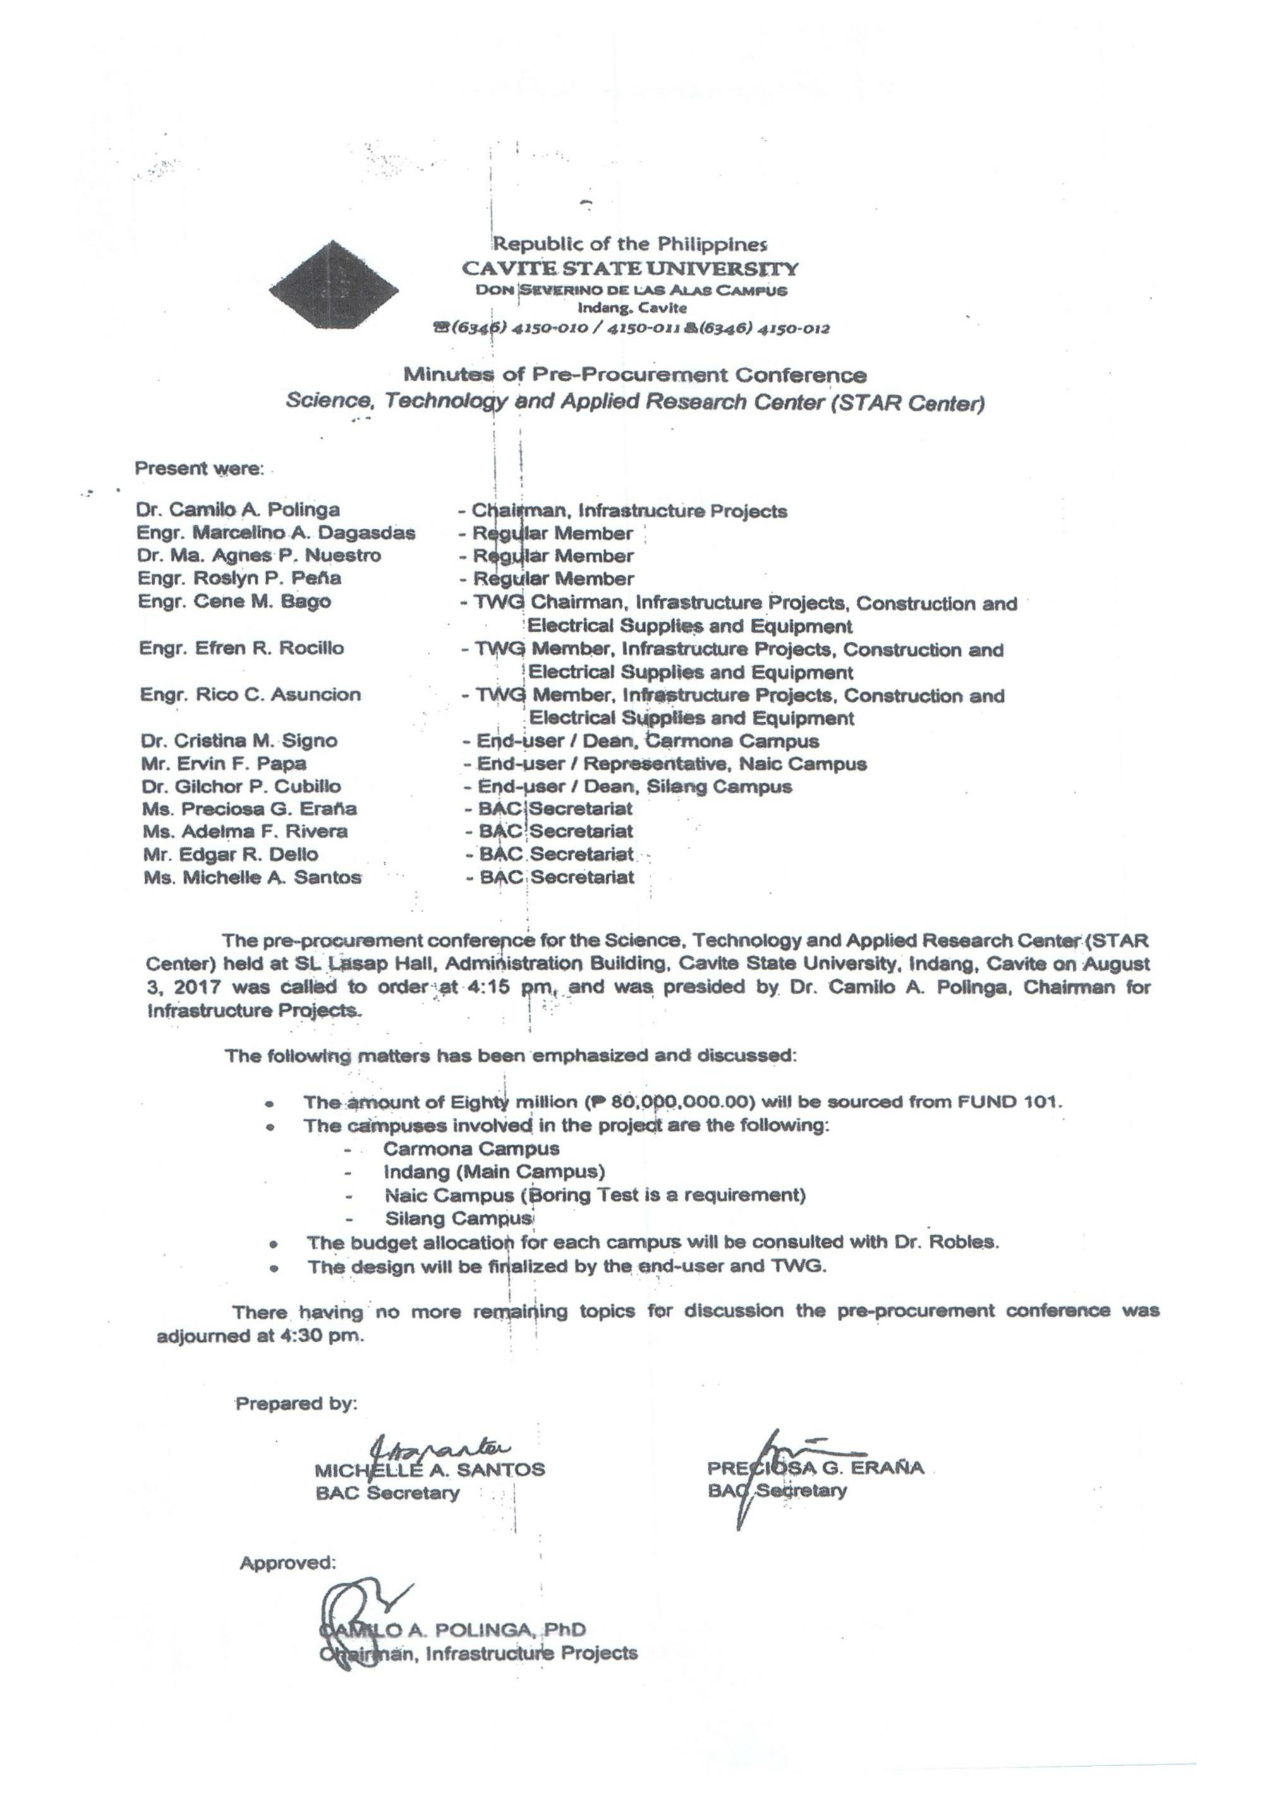 Republic of the Philippines
CAVITE STATE UNIVERSITY
DON SEVERINO DE LAS ALAS CAMPUS
Indang, Cavite
☎(6346) 4150-010 / 4150-011 (6346) 4150-012
Minutes of Pre-Procurement Conference
Science, Technology and Applied Research Center (STAR Center)
Present were:
Dr. Camilo A. Polinga - Chairman, Infrastructure Projects
Engr. Marcelino A. Dagasdas - Regular Member
Dr. Ma. Agnes P. Nuestro - Regular Member
Engr. Roslyn P. Peña - Regular Member
Engr. Cene M. Bago - TWG Chairman, Infrastructure Projects, Construction and
Electrical Supplies and Equipment
Engr. Efren R. Rocillo - TWG Member, Infrastructure Projects, Construction and
Electrical Supplies and Equipment
Engr. Rico C. Asuncion - TWG Member, Infrastructure Projects, Construction and
Electrical Supplies and Equipment
Dr. Cristina M. Signo - End-user / Dean, Carmona Campus
Mr. Ervin F. Papa - End-user / Representative, Naic Campus
Dr. Gilchor P. Cubillo - End-user / Dean, Silang Campus
Ms. Preciosa G. Eraña - BAC Secretariat
Ms. Adelma F. Rivera - BAC Secretariat
Mr. Edgar R. Dello - BAC Secretariat
Ms. Michelle A. Santos - BAC Secretariat
The pre-procurement conference for the Science, Technology and Applied Research Center (STAR
Center) held at SL Lasap Hall, Administration Building, Cavite State University, Indang, Cavite on August
3, 2017 was called to order at 4:15 pm, and was presided by Dr. Camilo A. Polinga, Chairman for
Infrastructure Projects.
The following matters has been emphasized and discussed:
• The amount of Eighty million (₱ 80,000,000.00) will be sourced from FUND 101.
• The campuses involved in the project are the following:
- Carmona Campus
- Indang (Main Campus)
- Naic Campus (Boring Test is a requirement)
- Silang Campus
• The budget allocation for each campus will be consulted with Dr. Robles.
• The design will be finalized by the end-user and TWG.
There having no more remaining topics for discussion the pre-procurement conference was
adjourned at 4:30 pm.
Prepared by:
MICHELLE A. SANTOS PRECIOSA G. ERAÑA
BAC Secretary BAC Secretary
Approved:
CAMILO A. POLINGA, PhD
Chairman, Infrastructure Projects